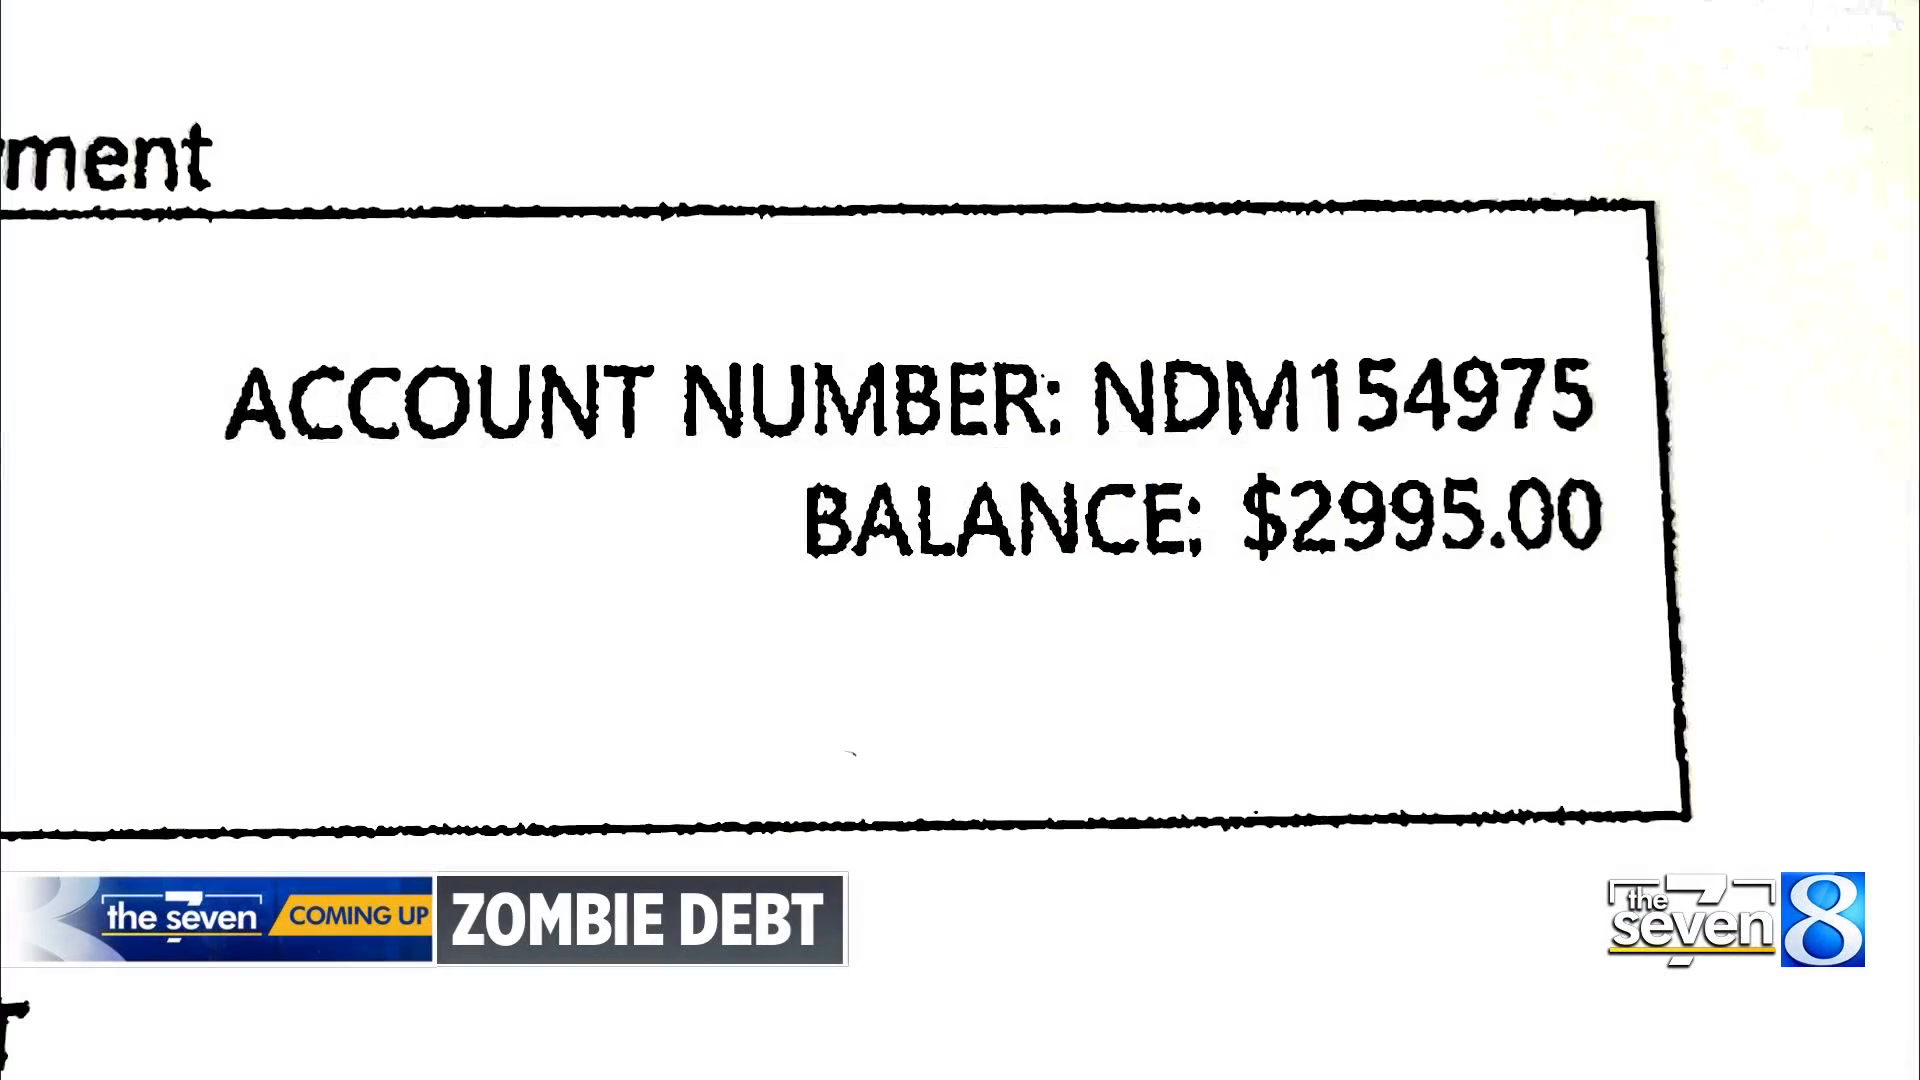 ment
ACCOUNT NUMBER: NDM154975
BALANCE: $2995.00
the seven COMING UP ZOMBIE DEBT
the seven 8